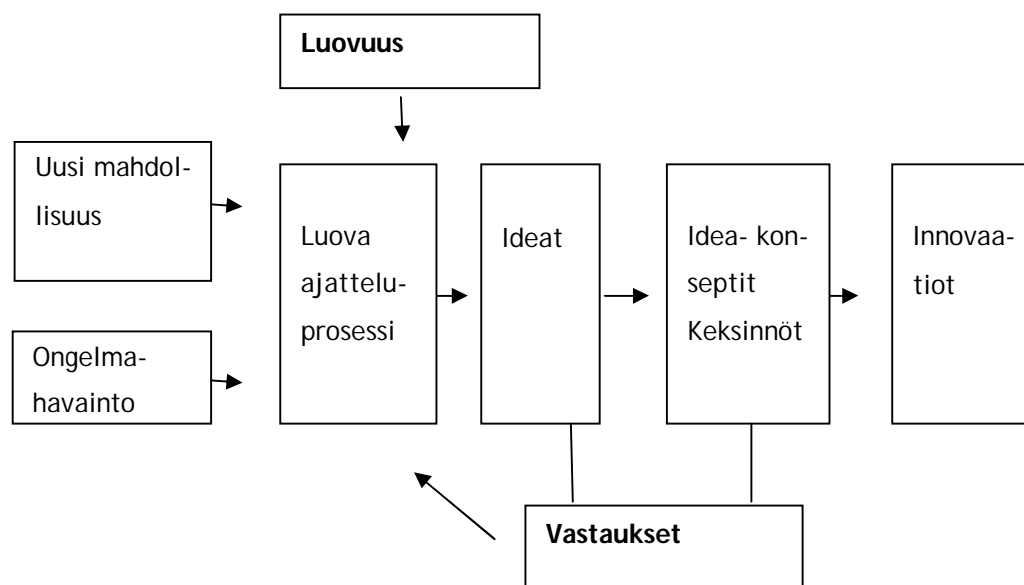 Luovuus
Uusi mahdol-
lisuus
Ongelma-
havainto
Luova
ajattelu-
prosessi
Ideat
Idea- kon-
septit
Keksinnöt
Innovaa-
tiot
Vastaukset